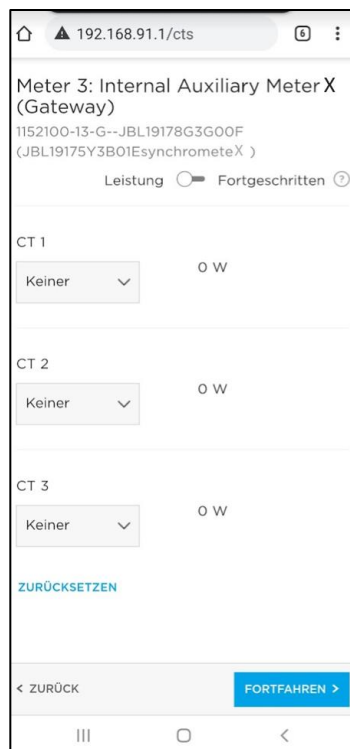 192.168.91.1/cts 6
Meter 3: Internal Auxiliary Meter X
(Gateway)
1152100-13-G--JBL19178G3G00F
(JBL19175Y3B01EsynchrometeX )
Leistung Fortgeschritten ?
CT 1
Keiner 0 W
CT 2
Keiner 0 W
CT 3
Keiner 0 W
ZURÜCKSETZEN
< ZURÜCK FORTFAHREN >